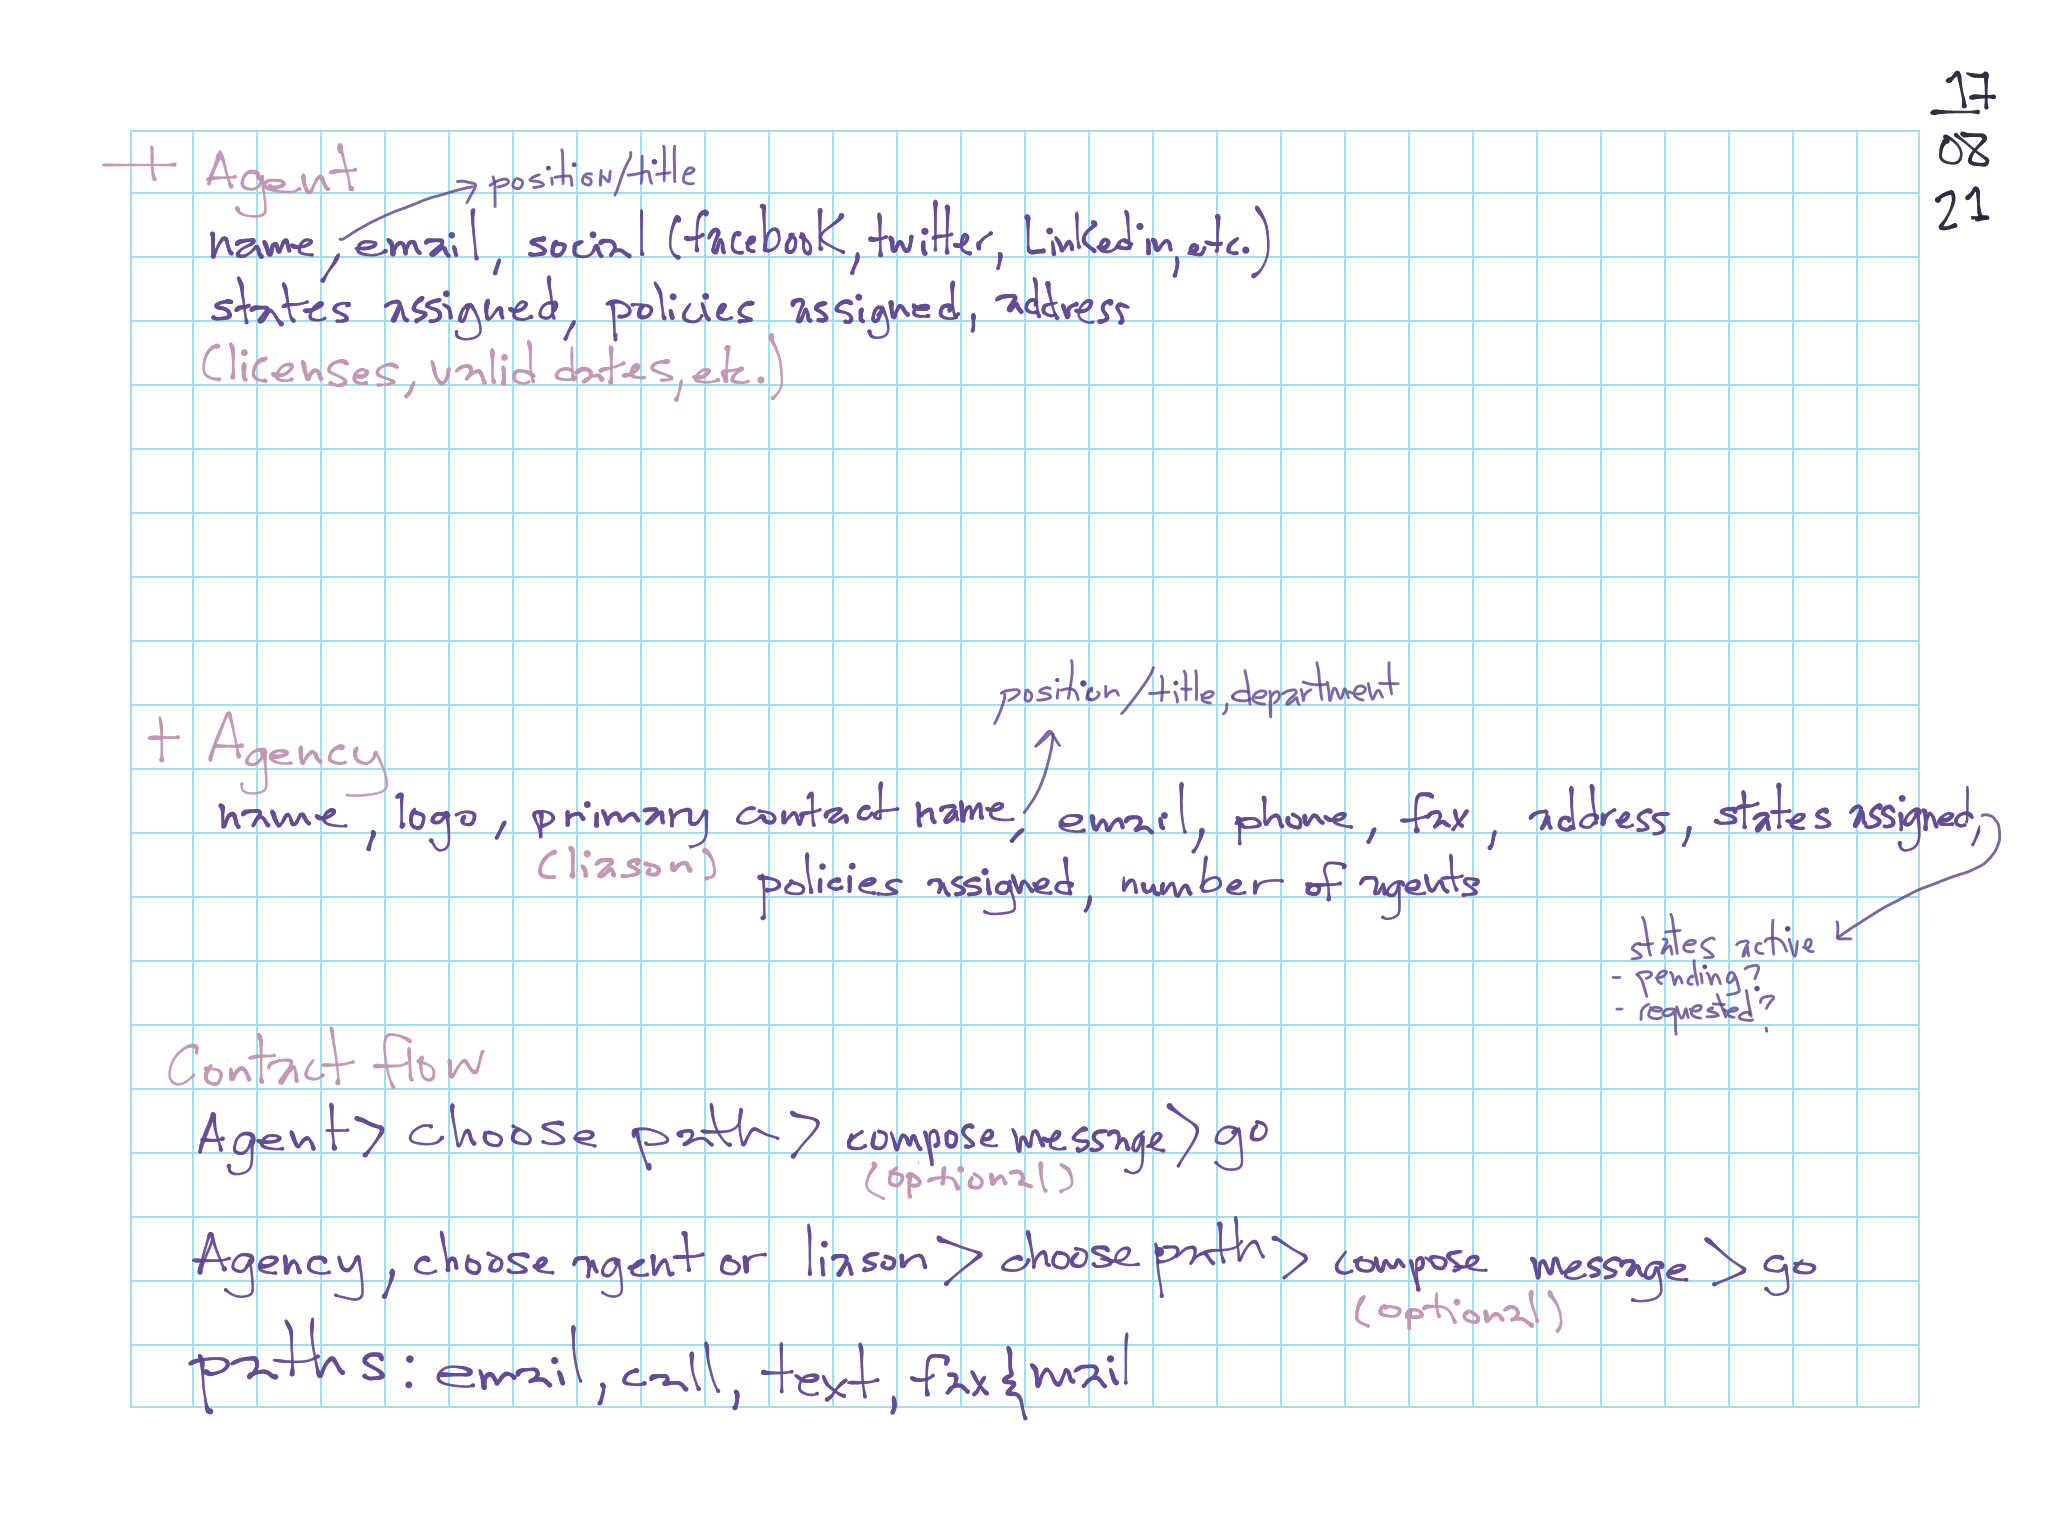 17
08
21
+ Agent
position/title
name, email, social (facebook, twitter, Linkedin, etc.)
states assigned, policies assigned, address
(licenses, valid dates, etc.)
position/title, department
+ Agency
name, logo, primary contact name, email, phone, fax, address, states assigned,
(liason)
policies assigned, number of agents
states active
- pending?
- requested?
Contact flow
Agent > choose path > compose message > go
(optional)
Agency, choose agent or liason > choose path > compose message > go
(optional)
paths: email, call, text, fax & mail